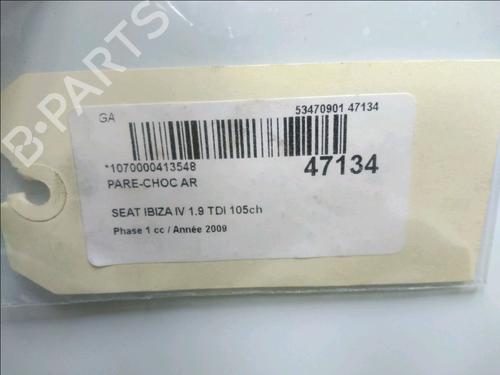 GA
53470901 47134
*1070000413548
47134
PARE-CHOC AR
SEAT IBIZA IV 1.9 TDI 105ch
Phase 1 cc / Année 2009
B-PARTS